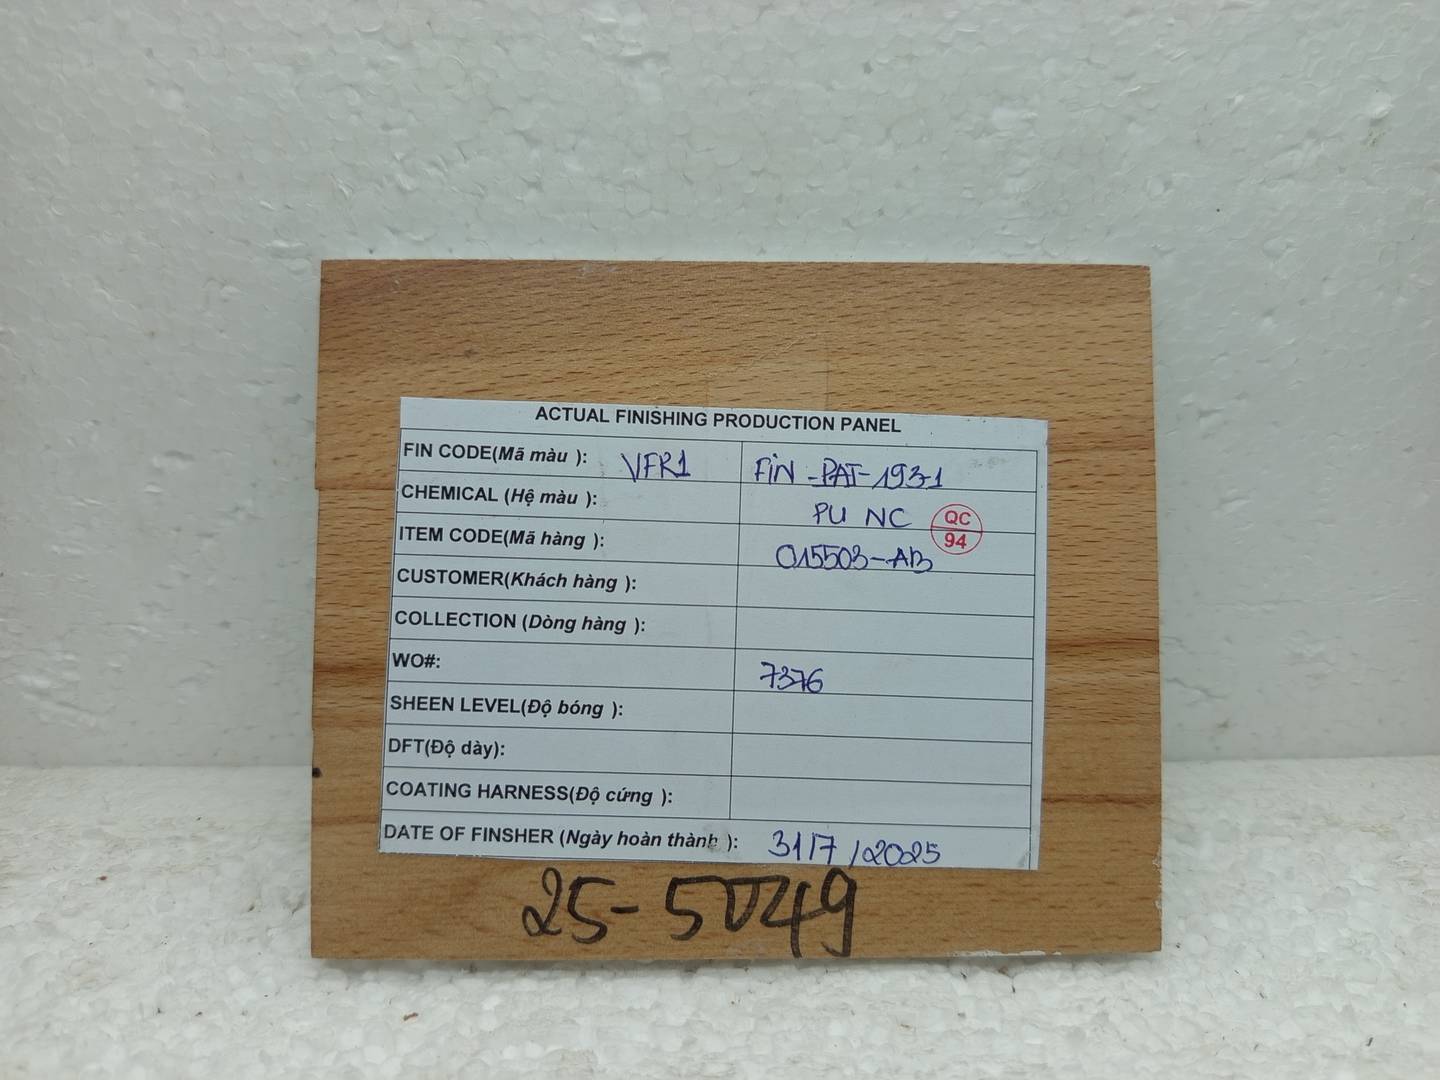 ACTUAL FINISHING PRODUCTION PANEL
FIN CODE(Mã màu ): VFR1 FiN-PAT-193-1
CHEMICAL (Hệ màu ): PU NC
QC
94
ITEM CODE(Mã hàng ): 015503-AB
CUSTOMER(Khách hàng ):
COLLECTION (Dòng hàng ):
WO#: 7376
SHEEN LEVEL(Độ bóng ):
DFT(Độ dày):
COATING HARNESS(Độ cứng ):
DATE OF FINSHER (Ngày hoàn thành ): 31/7/2025
25-5049